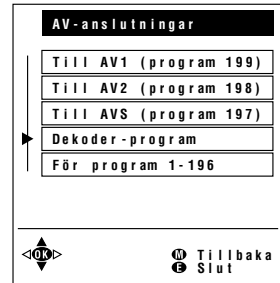 AV-anslutningar
Till AV1 (program 199)
Till AV2 (program 198)
Till AVS (program 197)
Dekoder-program
För program 1-196
OK
M Tillbaka
E Slut